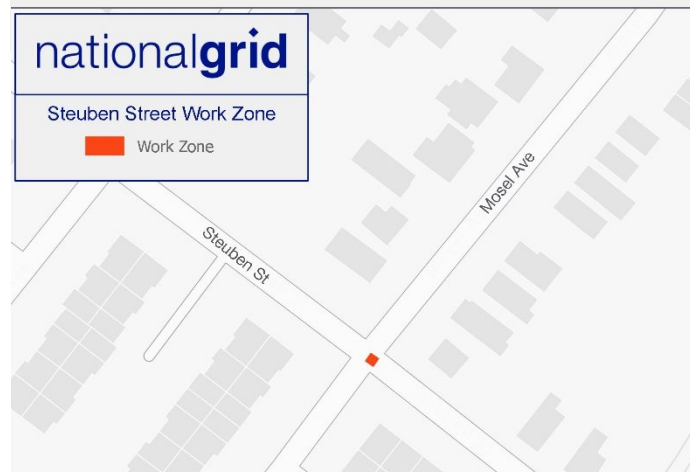 nationalgrid
Steuben Street Work Zone
Work Zone
Mosel Ave
Steuben St